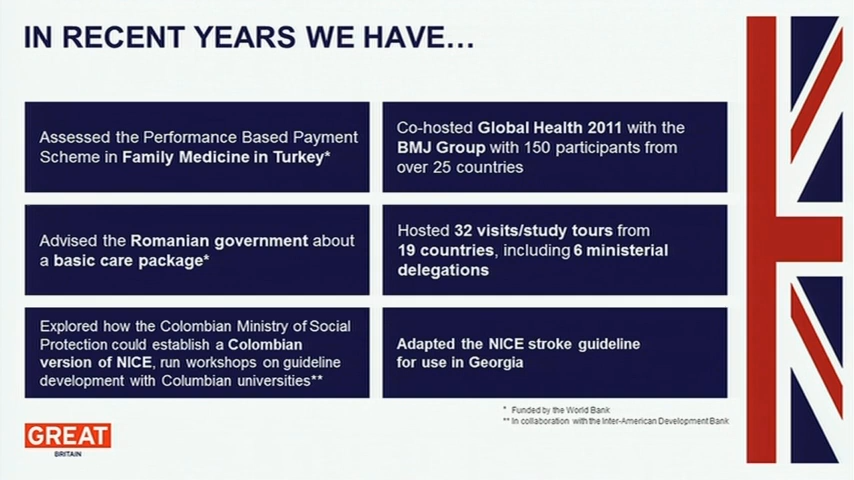 IN RECENT YEARS WE HAVE...
Assessed the Performance Based Payment
Scheme in Family Medicine in Turkey*
Co-hosted Global Health 2011 with the
BMJ Group with 150 participants from
over 25 countries
Advised the Romanian government about
a basic care package*
Hosted 32 visits/study tours from
19 countries, including 6 ministerial
delegations
Explored how the Colombian Ministry of Social
Protection could establish a Colombian
version of NICE, run workshops on guideline
development with Columbian universities**
Adapted the NICE stroke guideline
for use in Georgia
* Funded by the World Bank
** In collaboration with the Inter-American Development Bank
GREAT
BRITAIN